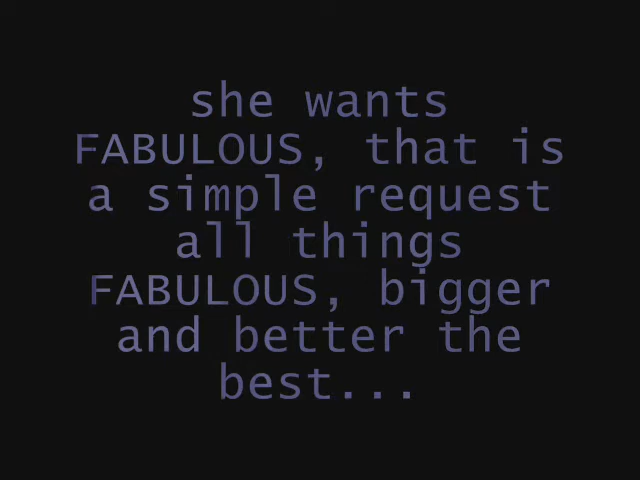 she wants
FABULOUS, that is
a simple request
all things
FABULOUS, bigger
and better the
best...